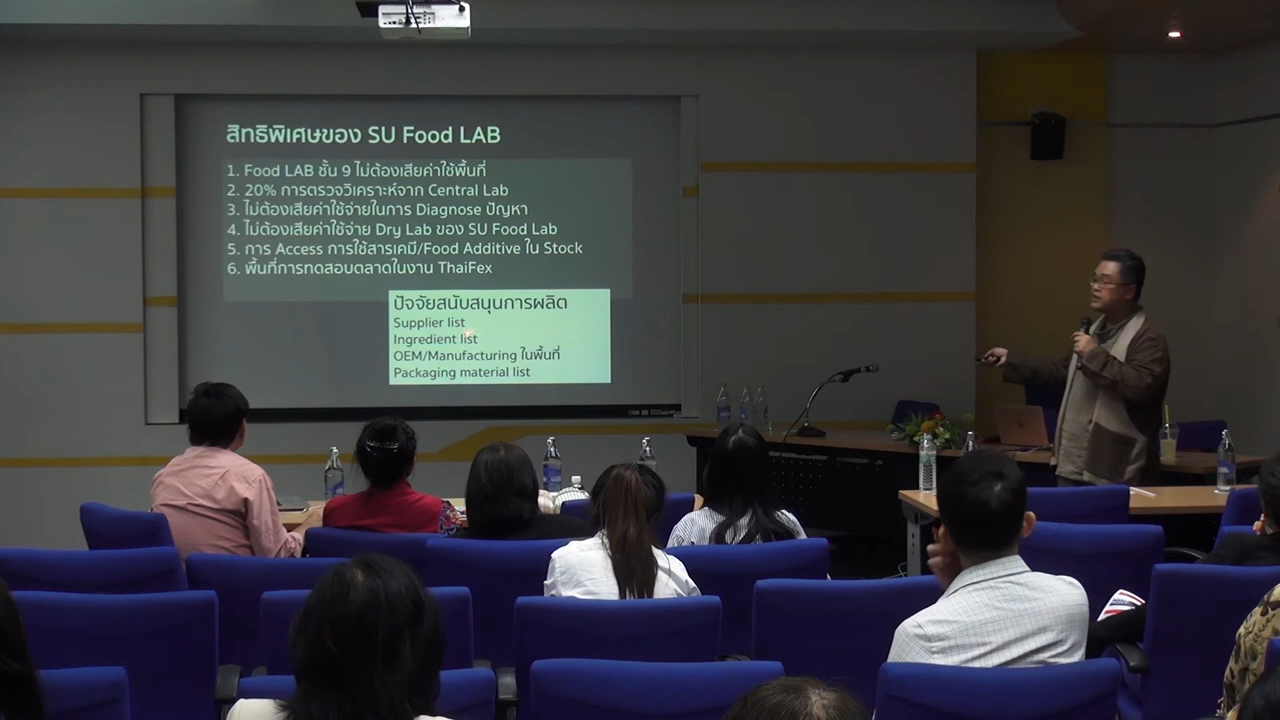 สิทธิพิเศษของ SU Food LAB
1. Food LAB ชั้น 9 ไม่ต้องเสียค่าใช้พื้นที่
2. 20% การตรวจวิเคราะห์จาก Central Lab
3. ไม่ต้องเสียค่าใช้จ่ายในการ Diagnose ปัญหา
4. ไม่ต้องเสียค่าใช้จ่าย Dry Lab ของ SU Food Lab
5. การ Access การใช้สารเคมี/Food Additive ใน Stock
6. พื้นที่การทดสอบตลาดในงาน ThaiFex
ปัจจัยสนับสนุนการผลิต
Supplier list
Ingredient list
OEM/Manufacturing ในพื้นที่
Packaging material list